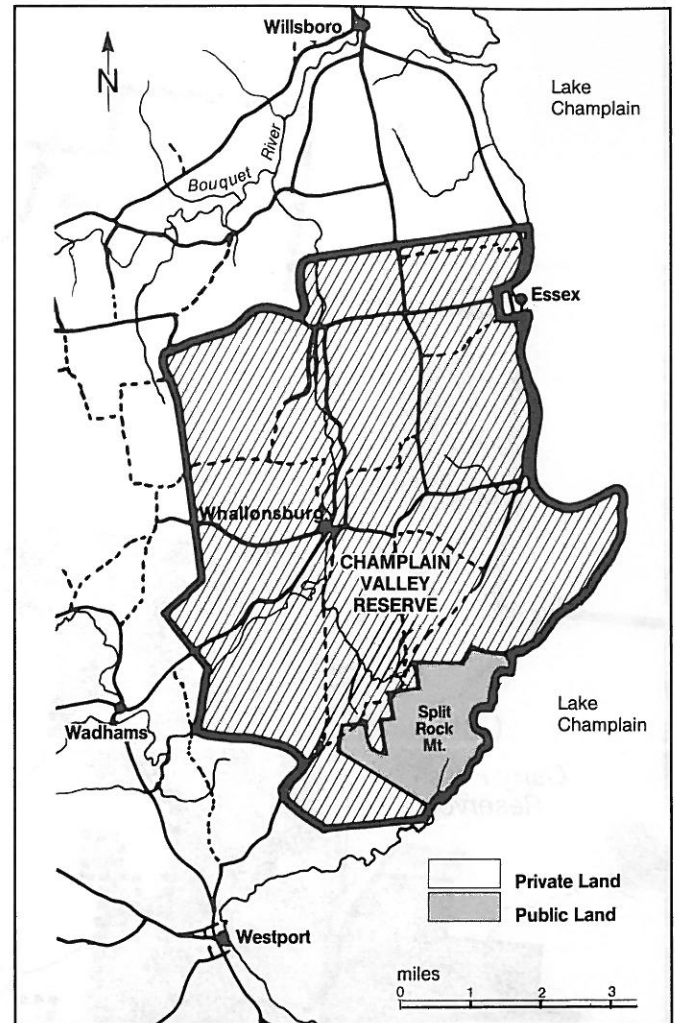 Willsboro
N
Lake
Champlain
Bouquet River
Essex
Whallonsburg
CHAMPLAIN
VALLEY
RESERVE
Split
Rock
Mt.
Lake
Champlain
Wadhams
Private Land
Public Land
Westport
miles
0 1 2 3